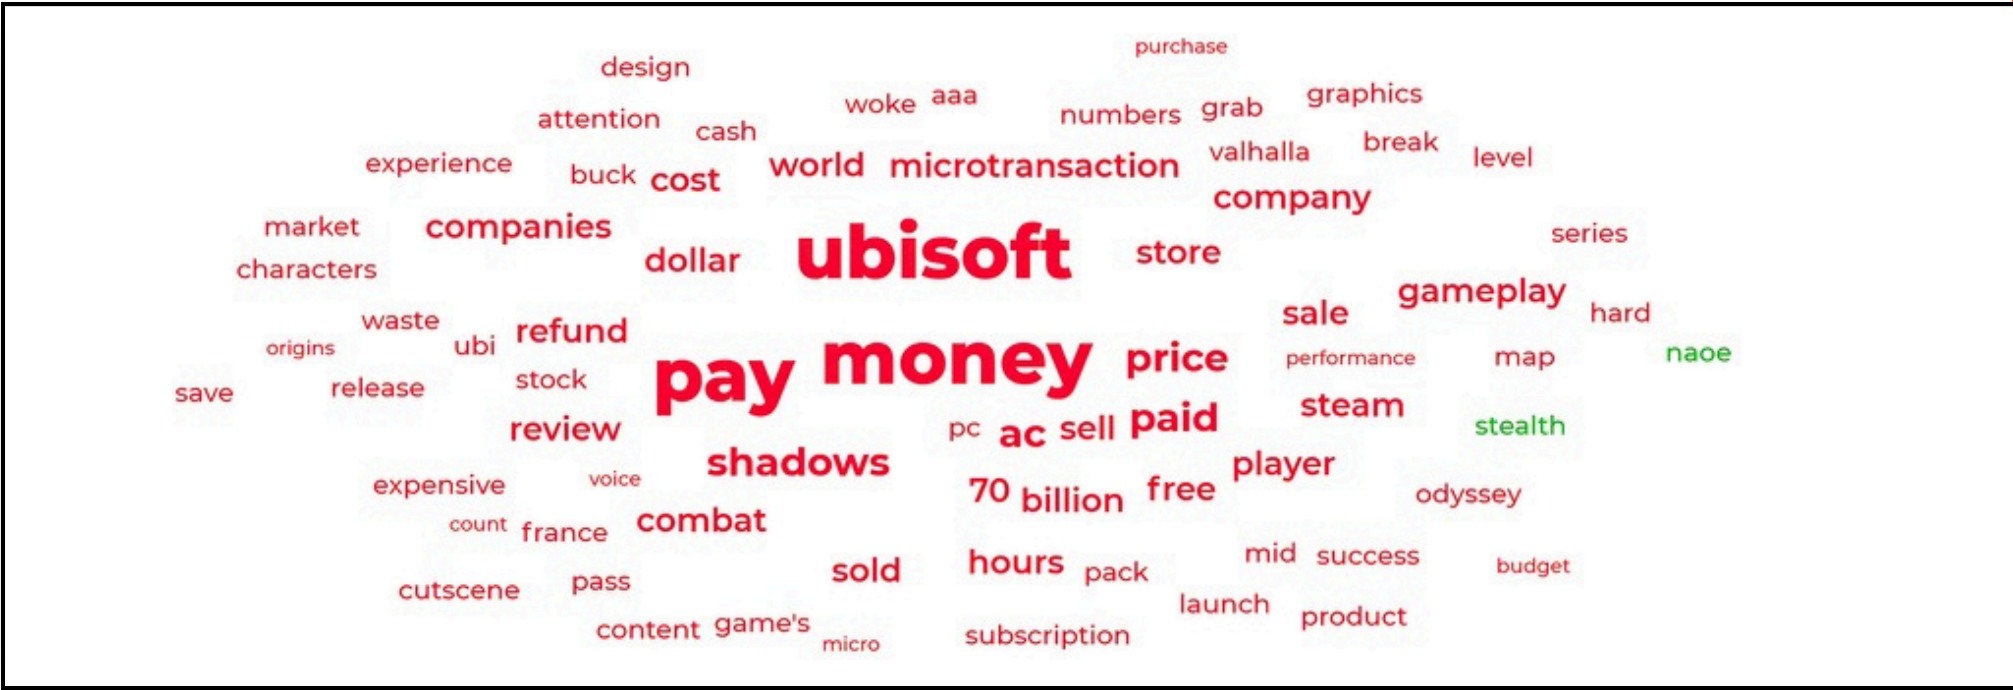 purchase
design
woke aaa graphics
attention cash numbers grab
experience buck cost world microtransaction valhalla break level
market companies company
characters dollar ubisoft store series
waste refund sale gameplay hard
origins ubi pay money price performance map naoe
save release stock
review pc ac sell paid steam stealth
shadows player
expensive voice 70 billion free odyssey
count france combat
cutscene pass sold hours pack mid success budget
content game's launch product
micro subscription